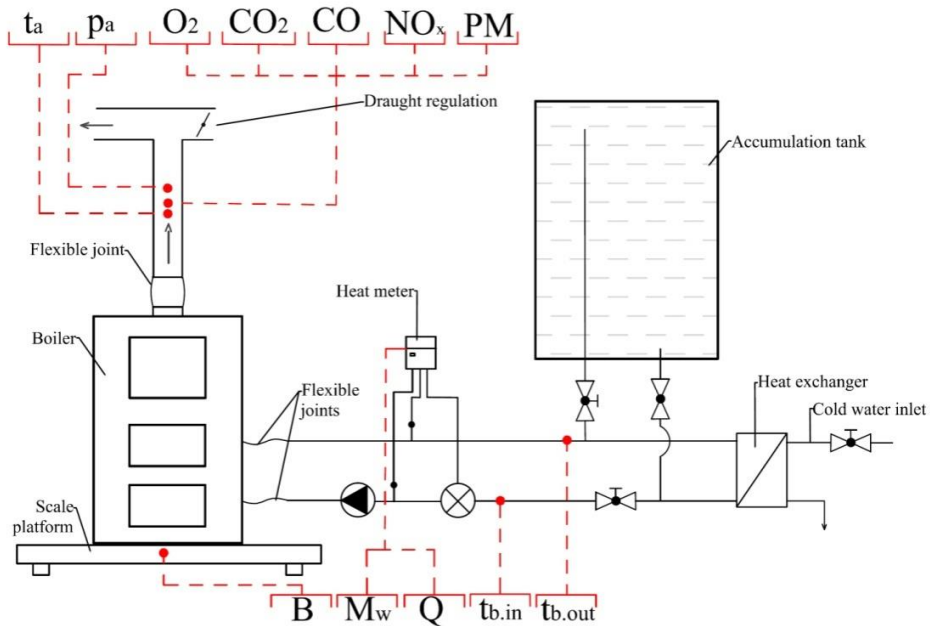 ta pa O2 CO2 CO NOx PM
Draught regulation
Accumulation tank
Flexible joint
Heat meter
Boiler
Flexible
joints
Heat exchanger
Cold water inlet
Scale
platform
B Mw Q tb.in tb.out